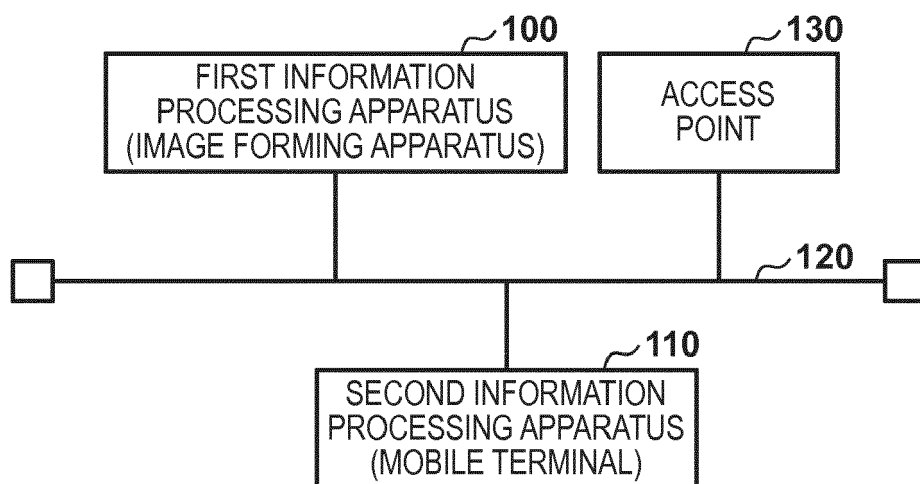 100
FIRST INFORMATION
PROCESSING APPARATUS
(IMAGE FORMING APPARATUS)
130
ACCESS
POINT
120
110
SECOND INFORMATION
PROCESSING APPARATUS
(MOBILE TERMINAL)